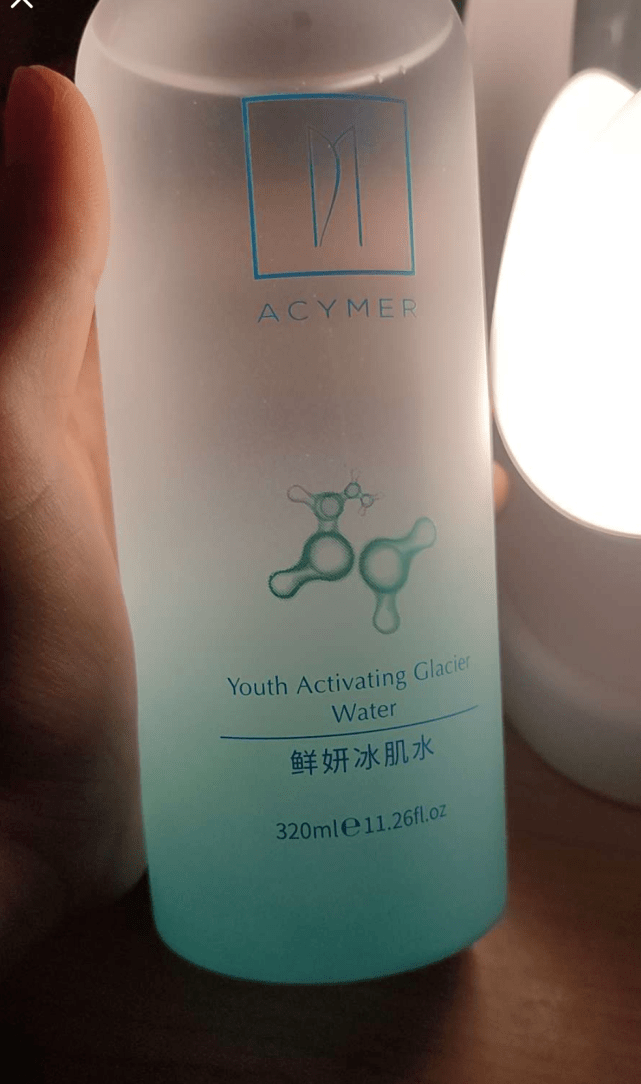 ACYMER
Youth Activating Glacier
Water
鲜妍冰肌水
320ml℮11.26fl.oz